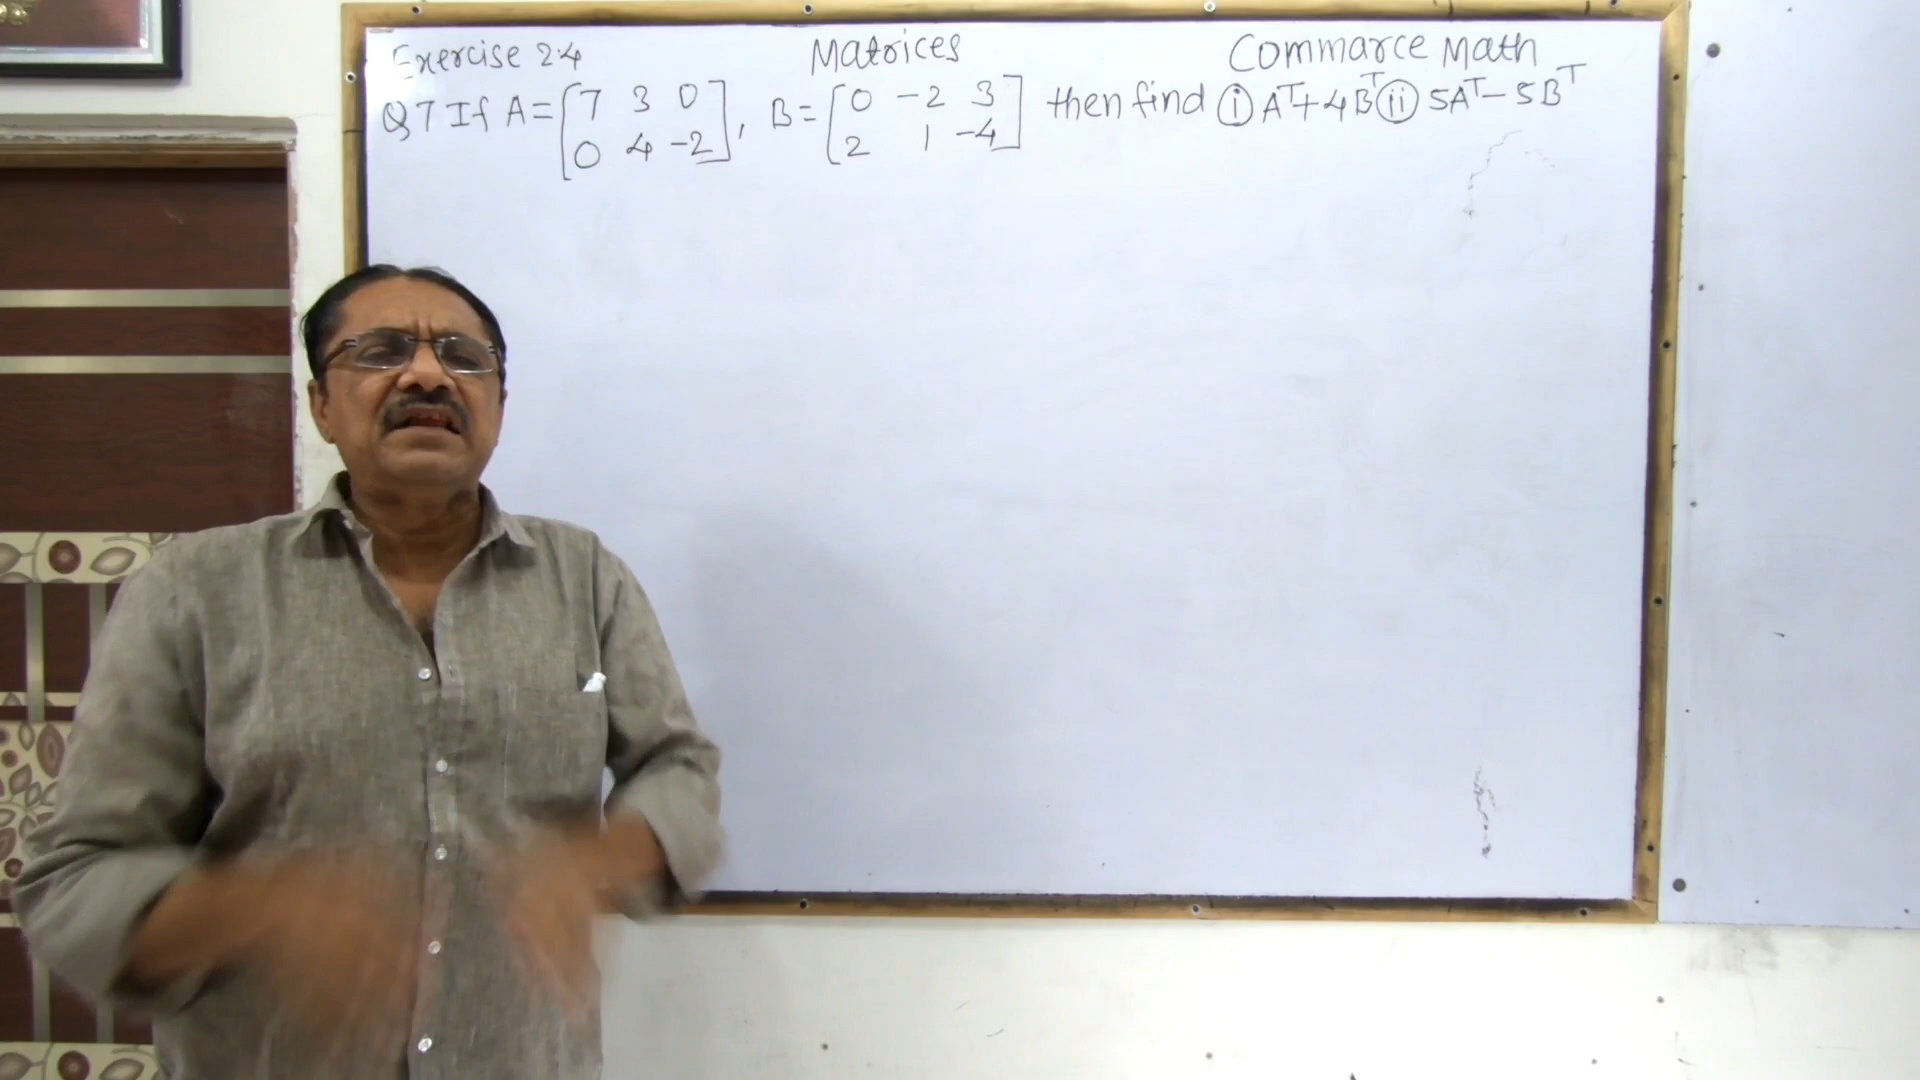 Exercise 2.4 Matrices Commarce Math
Q7 If A = [7 3 0 , B = [0 -2 3 then find (i) A^T + 4B^T (ii) 5A^T - 5B^T
0 4 -2] 2 1 -4]